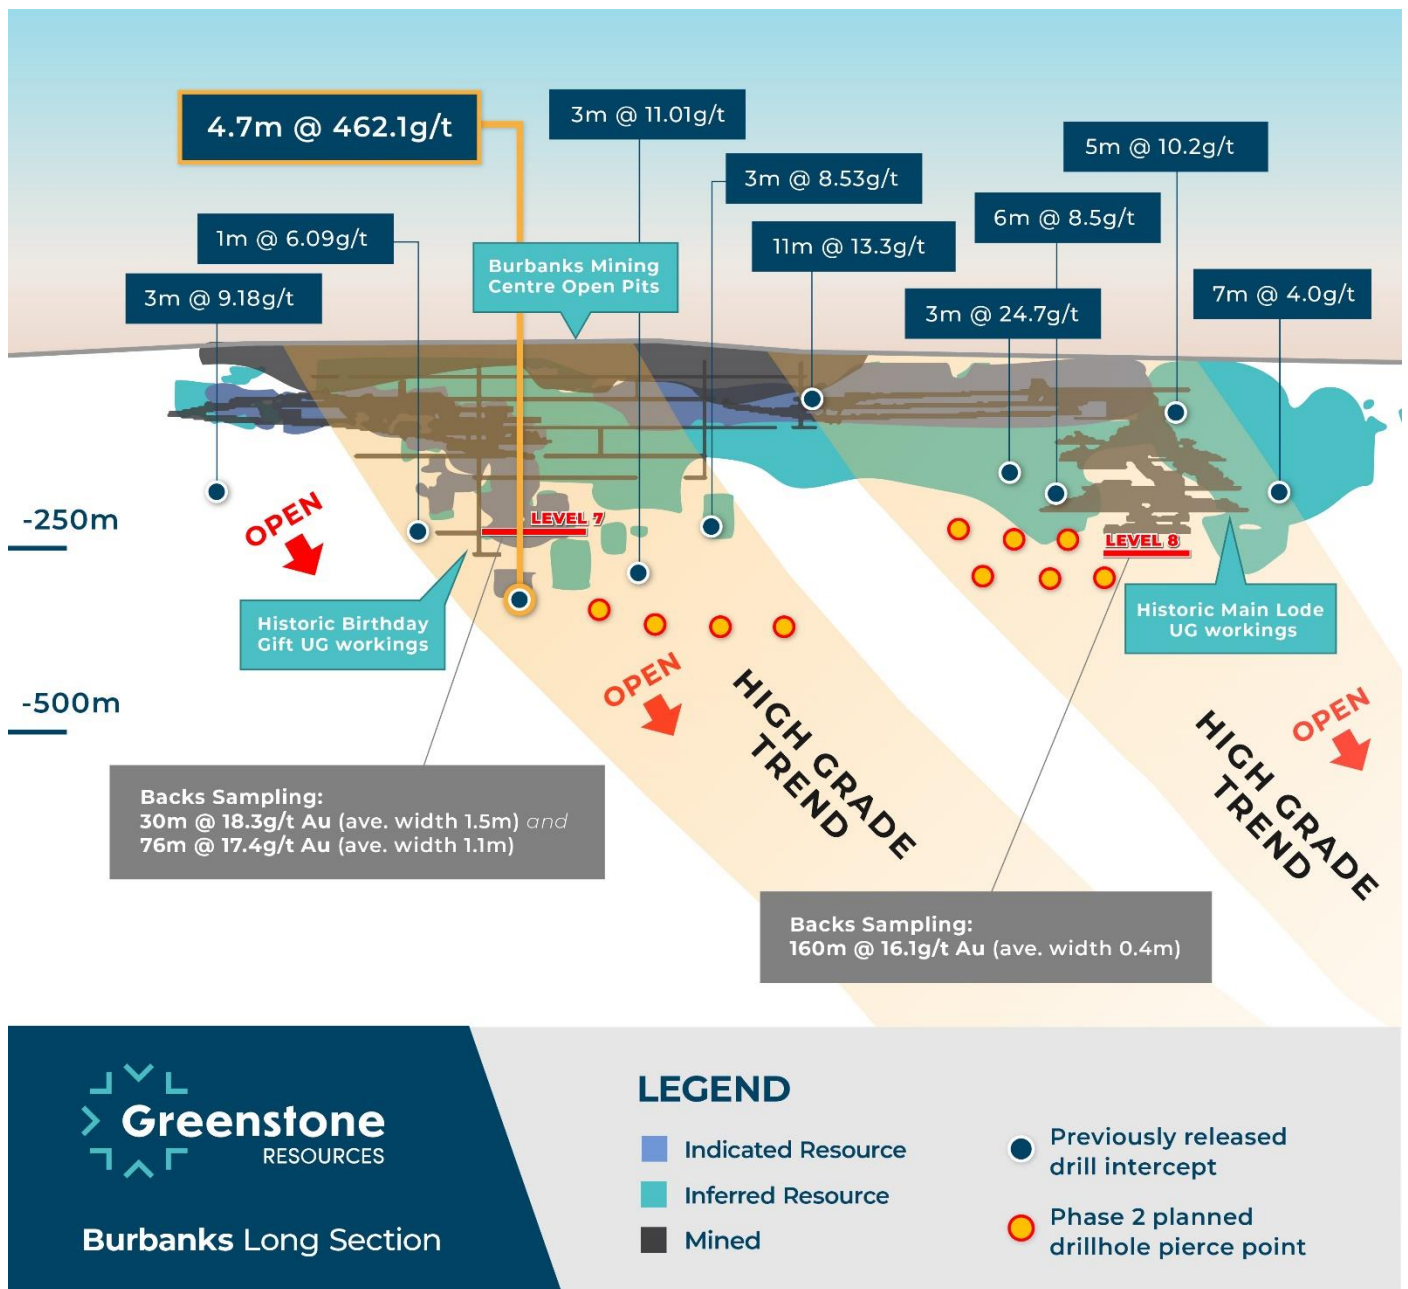 4.7m @ 462.1g/t
3m @ 11.01g/t
5m @ 10.2g/t
3m @ 8.53g/t
6m @ 8.5g/t
1m @ 6.09g/t
11m @ 13.3g/t
Burbanks Mining
Centre Open Pits
3m @ 9.18g/t
7m @ 4.0g/t
3m @ 24.7g/t
-250m
OPEN
LEVEL 7
LEVEL 8
Historic Birthday
Gift UG workings
Historic Main Lode
UG workings
-500m
OPEN
HIGH GRADE
TREND
OPEN
HIGH GRADE
TREND
Backs Sampling:
30m @ 18.3g/t Au (ave. width 1.5m) and
76m @ 17.4g/t Au (ave. width 1.1m)
Backs Sampling:
160m @ 16.1g/t Au (ave. width 0.4m)
Greenstone
RESOURCES
Burbanks Long Section
LEGEND
Indicated Resource
Inferred Resource
Mined
Previously released
drill intercept
Phase 2 planned
drillhole pierce point